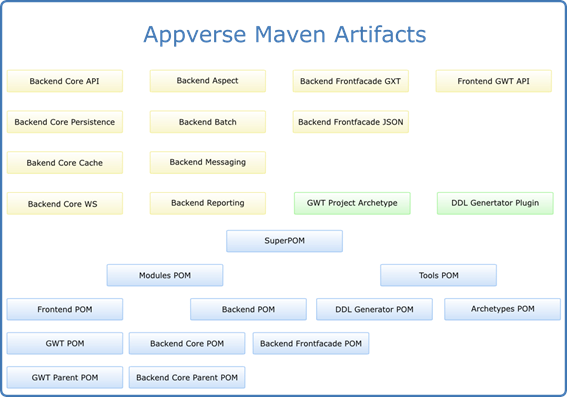 Appverse Maven Artifacts
Backend Core API
Backend Aspect
Backend Frontfacade GXT
Frontend GWT API
Backend Core Persistence
Backend Batch
Backend Frontfacade JSON
Bakend Core Cache
Backend Messaging
Backend Core WS
Backend Reporting
GWT Project Archetype
DDL Genertator Plugin
SuperPOM
Modules POM
Tools POM
Frontend POM
Backend POM
DDL Generator POM
Archetypes POM
GWT POM
Backend Core POM
Backend Frontfacade POM
GWT Parent POM
Backend Core Parent POM